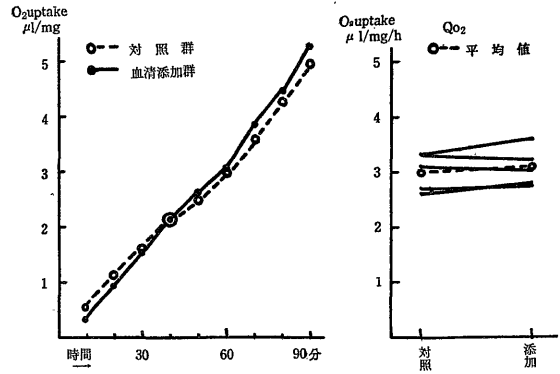 O₂uptake
μl/mg
対照群
血清添加群
5
4
3
2
1
時間
→
30
60
90分
O₂uptake
μl/mg/h
Qo₂
平均値
5
4
3
2
1
対照
添加